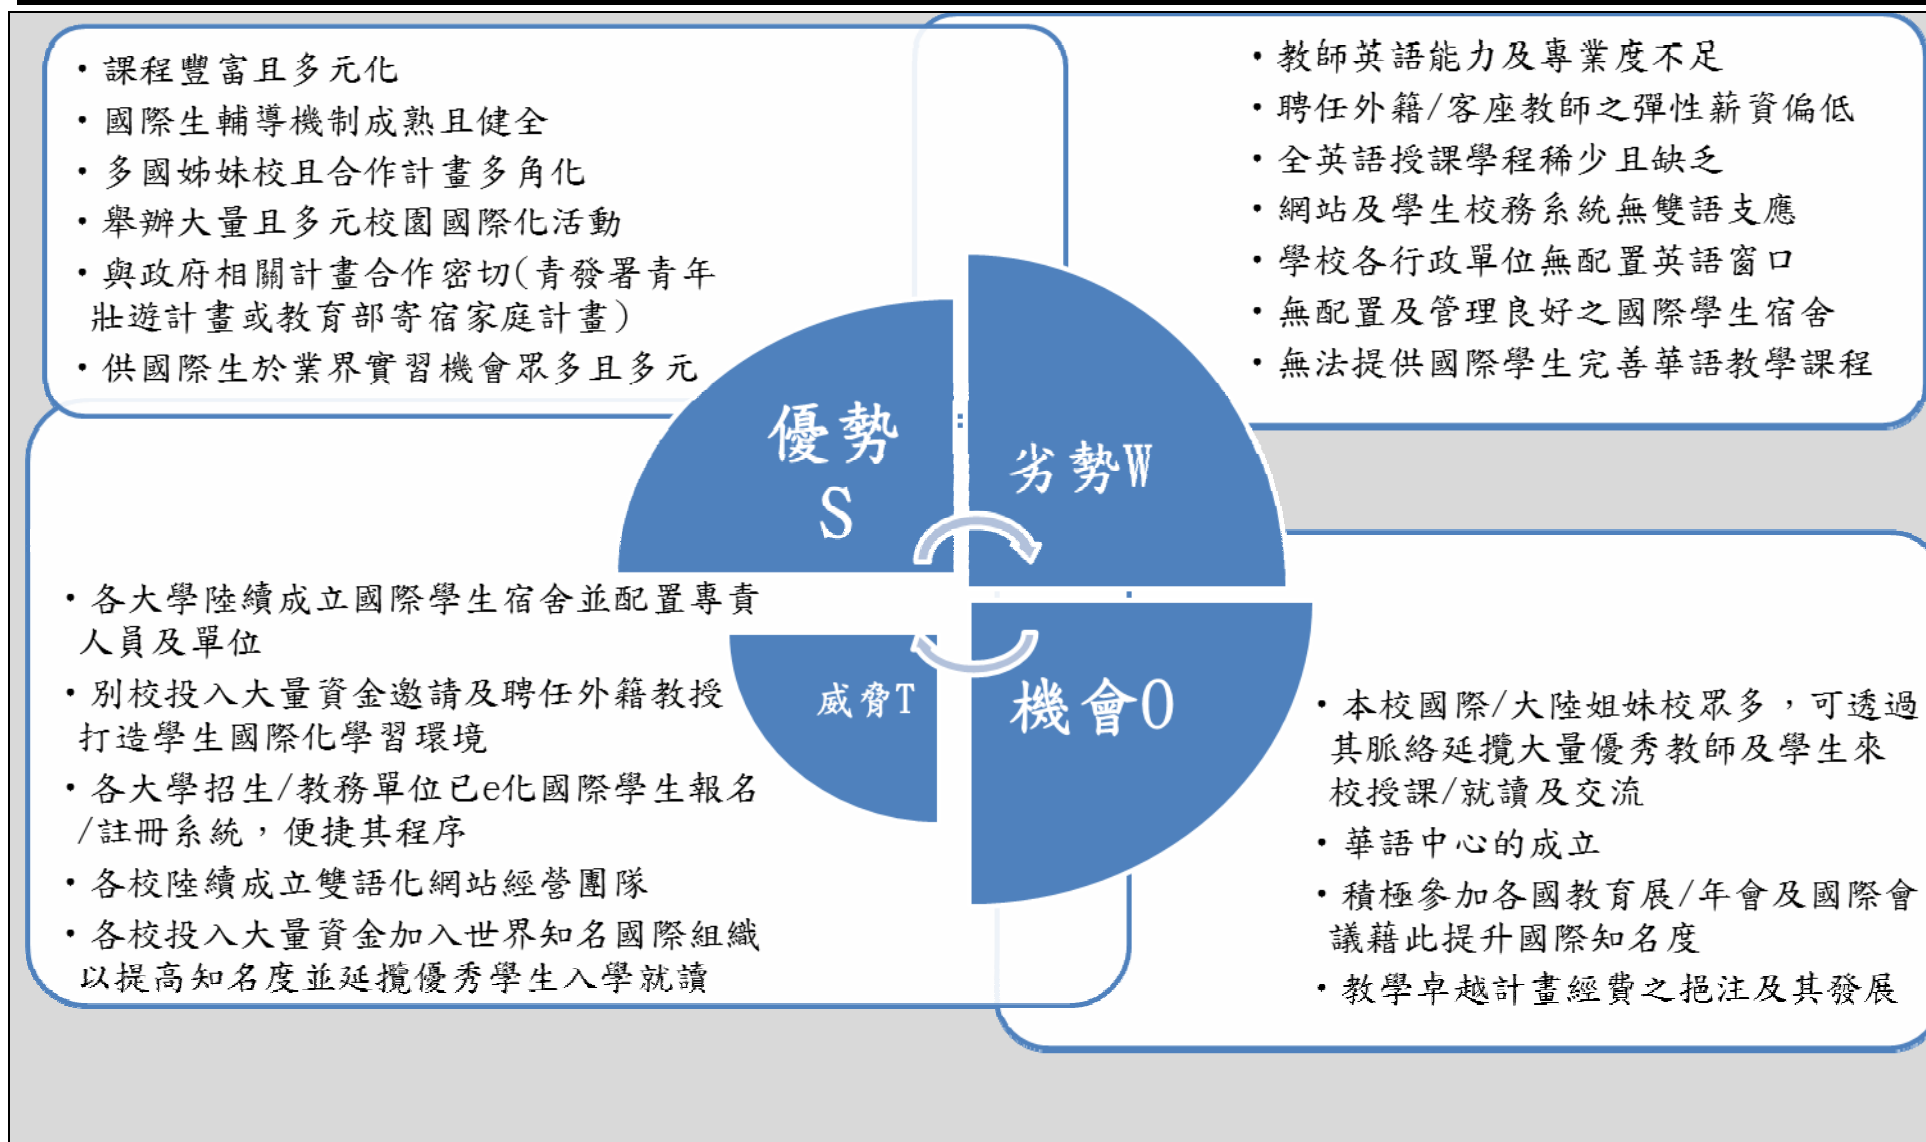 ・課程豐富且多元化
・國際生輔導機制成熟且健全
・多國姊妹校且合作計畫多角化
・舉辦大量且多元校園國際化活動
・與政府相關計畫合作密切(青發署青年
壯遊計畫或教育部寄宿家庭計畫)
・供國際生於業界實習機會眾多且多元
・教師英語能力及專業度不足
・聘任外籍/客座教師之彈性薪資偏低
・全英語授課學程稀少且缺乏
・網站及學生校務系統無雙語支應
・學校各行政單位無配置英語窗口
・無配置及管理良好之國際學生宿舍
・無法提供國際學生完善華語教學課程
優勢
S
劣勢W
威脅T
機會O
・各大學陸續成立國際學生宿舍並配置專責
人員及單位
・別校投入大量資金邀請及聘任外籍教授
打造學生國際化學習環境
・各大學招生/教務單位已e化國際學生報名
/註冊系統，便捷其程序
・各校陸續成立雙語化網站經營團隊
・各校投入大量資金加入世界知名國際組織
以提高知名度並延攬優秀學生入學就讀
・本校國際/大陸姐妹校眾多，可透過
其脈絡延攬大量優秀教師及學生來
校授課/就讀及交流
・華語中心的成立
・積極參加各國教育展/年會及國際會
議藉此提升國際知名度
・教學卓越計畫經費之挹注及其發展